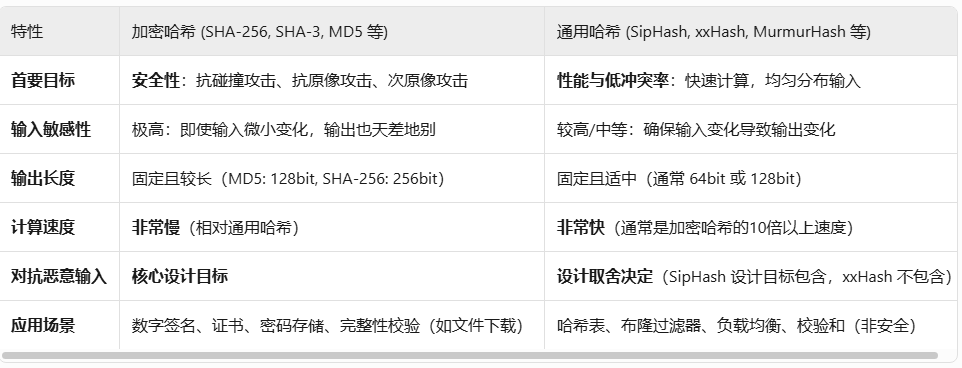 特性 加密哈希 (SHA-256, SHA-3, MD5 等) 通用哈希 (SipHash, xxHash, MurmurHash 等)
首要目标 安全性：抗碰撞攻击、抗原像攻击、次原像攻击 性能与低冲突率：快速计算，均匀分布输入
输入敏感性 极高：即使输入微小变化，输出也天差地别 较高/中等：确保输入变化导致输出变化
输出长度 固定且较长（MD5: 128bit, SHA-256: 256bit） 固定且适中（通常 64bit 或 128bit）
计算速度 非常慢（相对通用哈希） 非常快（通常是加密哈希的10倍以上速度）
对抗恶意输入 核心设计目标 设计取舍决定（SipHash 设计目标包含，xxHash 不包含）
应用场景 数字签名、证书、密码存储、完整性校验（如文件下载） 哈希表、布隆过滤器、负载均衡、校验和（非安全）